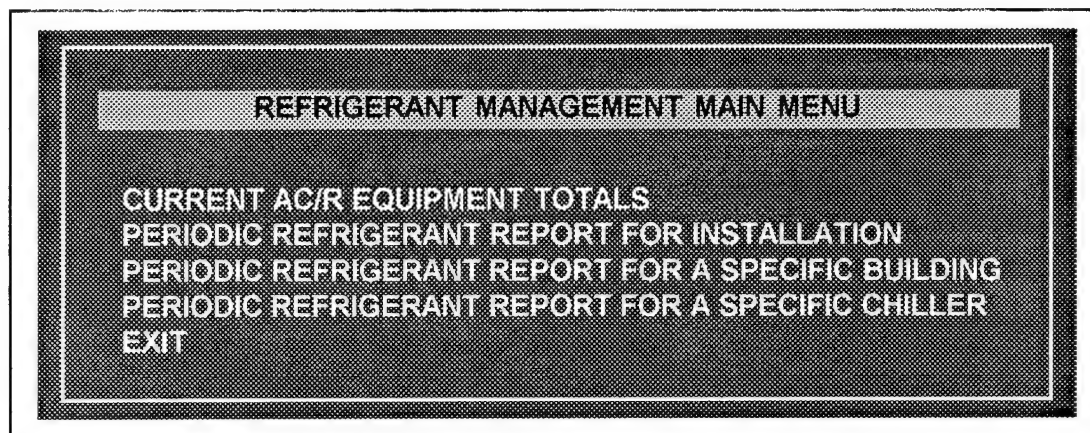 REFRIGERANT MANAGEMENT MAIN MENU
CURRENT AC/R EQUIPMENT TOTALS
PERIODIC REFRIGERANT REPORT FOR INSTALLATION
PERIODIC REFRIGERANT REPORT FOR A SPECIFIC BUILDING
PERIODIC REFRIGERANT REPORT FOR A SPECIFIC CHILLER
EXIT